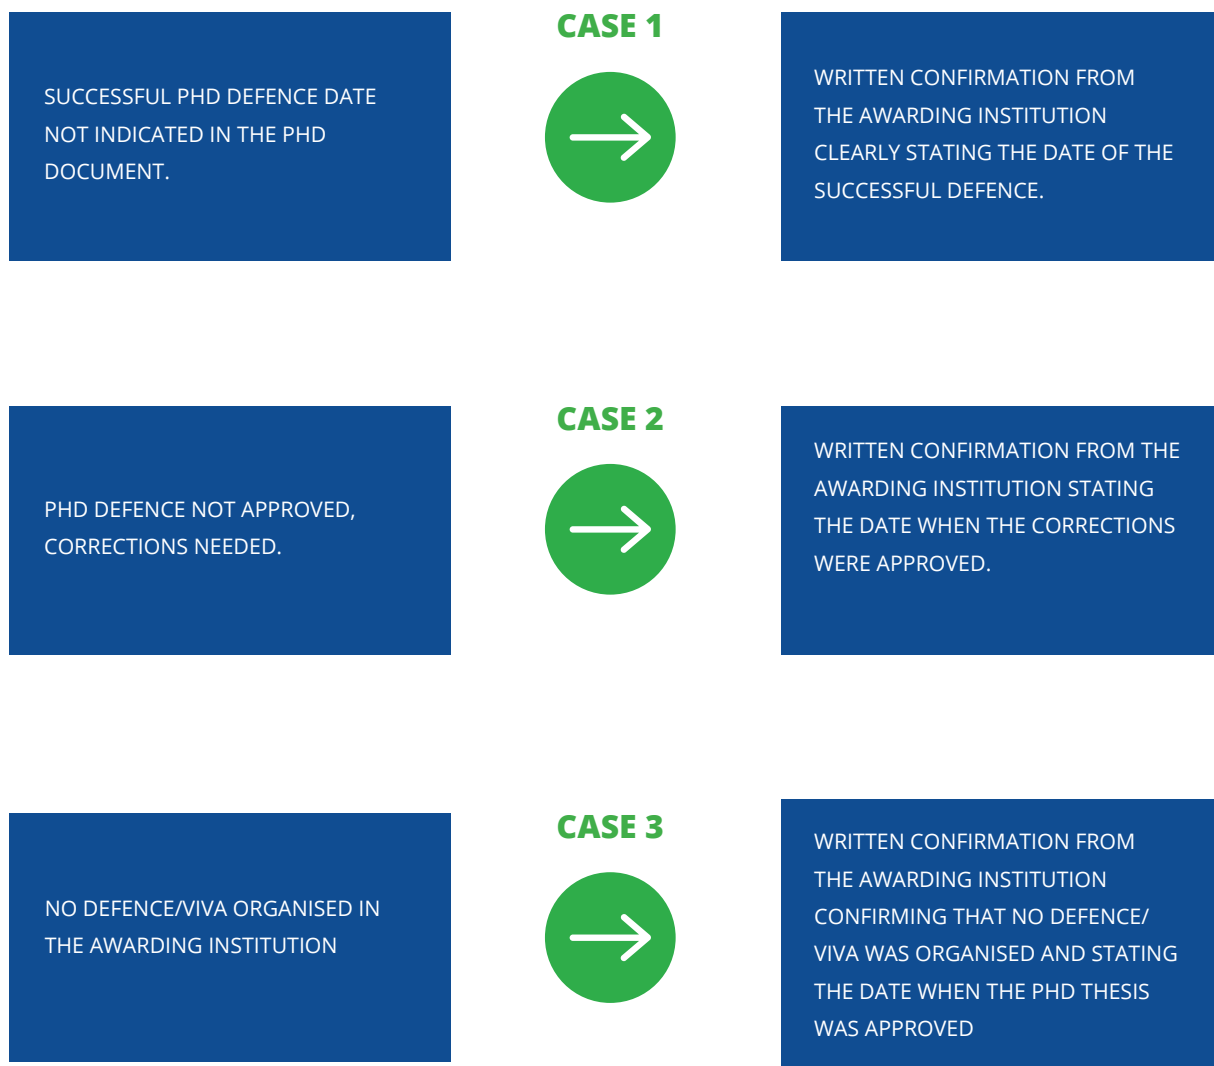 CASE 1
SUCCESSFUL PHD DEFENCE DATE
NOT INDICATED IN THE PHD
DOCUMENT.
WRITTEN CONFIRMATION FROM
THE AWARDING INSTITUTION
CLEARLY STATING THE DATE OF THE
SUCCESSFUL DEFENCE.
CASE 2
PHD DEFENCE NOT APPROVED,
CORRECTIONS NEEDED.
WRITTEN CONFIRMATION FROM THE
AWARDING INSTITUTION STATING
THE DATE WHEN THE CORRECTIONS
WERE APPROVED.
CASE 3
NO DEFENCE/VIVA ORGANISED IN
THE AWARDING INSTITUTION
WRITTEN CONFIRMATION FROM
THE AWARDING INSTITUTION
CONFIRMING THAT NO DEFENCE/
VIVA WAS ORGANISED AND STATING
THE DATE WHEN THE PHD THESIS
WAS APPROVED